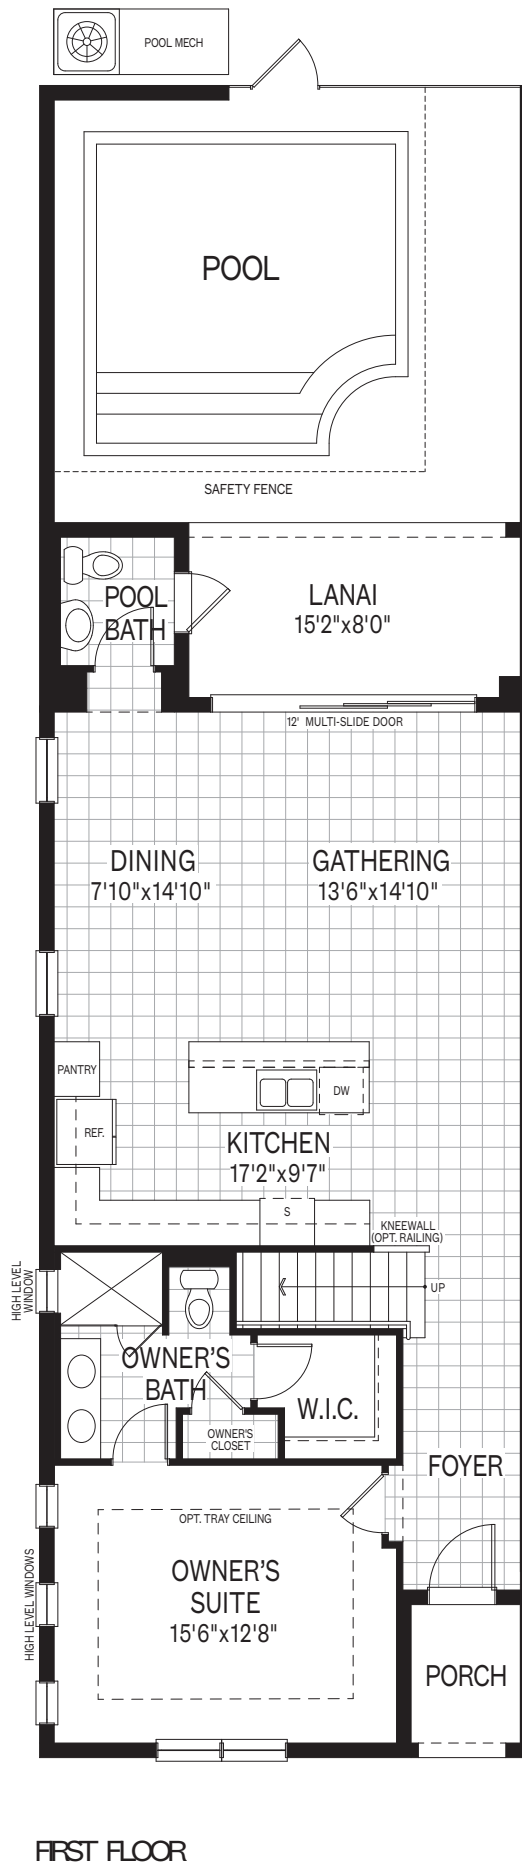 POOL MECH
POOL
SAFETY FENCE
POOL
BATH
LANAI
15'2"x8'0"
12' MULTI-SLIDE DOOR
DINING
7'10"x14'10"
GATHERING
13'6"x14'10"
PANTRY
REF.
DW
KITCHEN
17'2"x9'7"
S
KNEEWALL
(OPT. RAILING)
HIGH LEVEL
WINDOW
UP
OWNER'S
BATH
W.I.C.
OWNER'S
CLOSET
FOYER
OPT. TRAY CEILING
HIGH LEVEL WINDOWS
OWNER'S
SUITE
15'6"x12'8"
PORCH
FIRST FLOOR